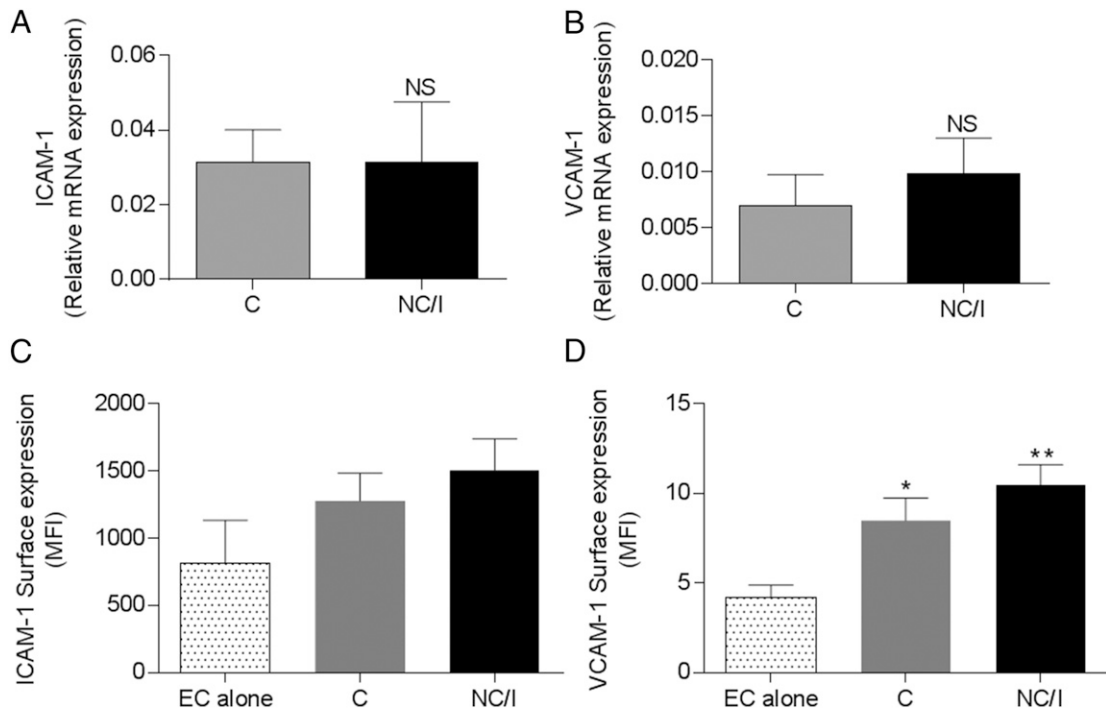 A
ICAM-1
(Relative mRNA expression)
0.06
0.04
0.02
0.00
NS
C
NC/I
B
VCAM-1
(Relative mRNA expression)
0.020
0.015
0.010
0.005
0.000
NS
C
NC/I
C
ICAM-1 Surface expression
(MFI)
2000
1500
1000
500
0
EC alone
C
NC/I
D
VCAM-1 Surface expression
(MFI)
15
10
5
0
*
**
EC alone
C
NC/I